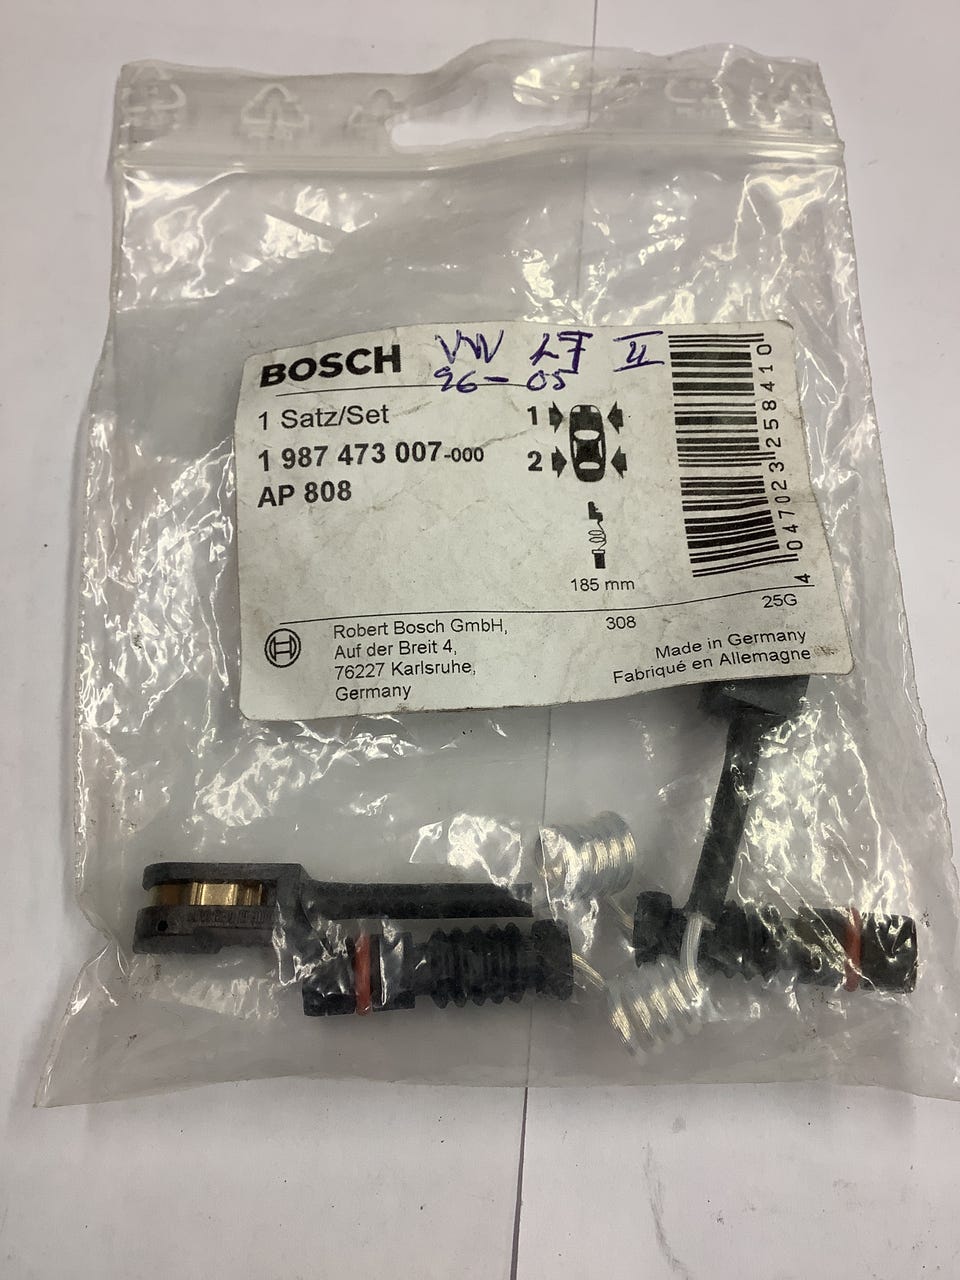 BOSCH
VW LT II
96-05
1 Satz/Set
1 987 473 007-000
AP 808
1
2
185 mm
4 047023 258410
25G
308
Robert Bosch GmbH,
Auf der Breit 4,
76227 Karlsruhe,
Germany
Made in Germany
Fabriqué en Allemagne